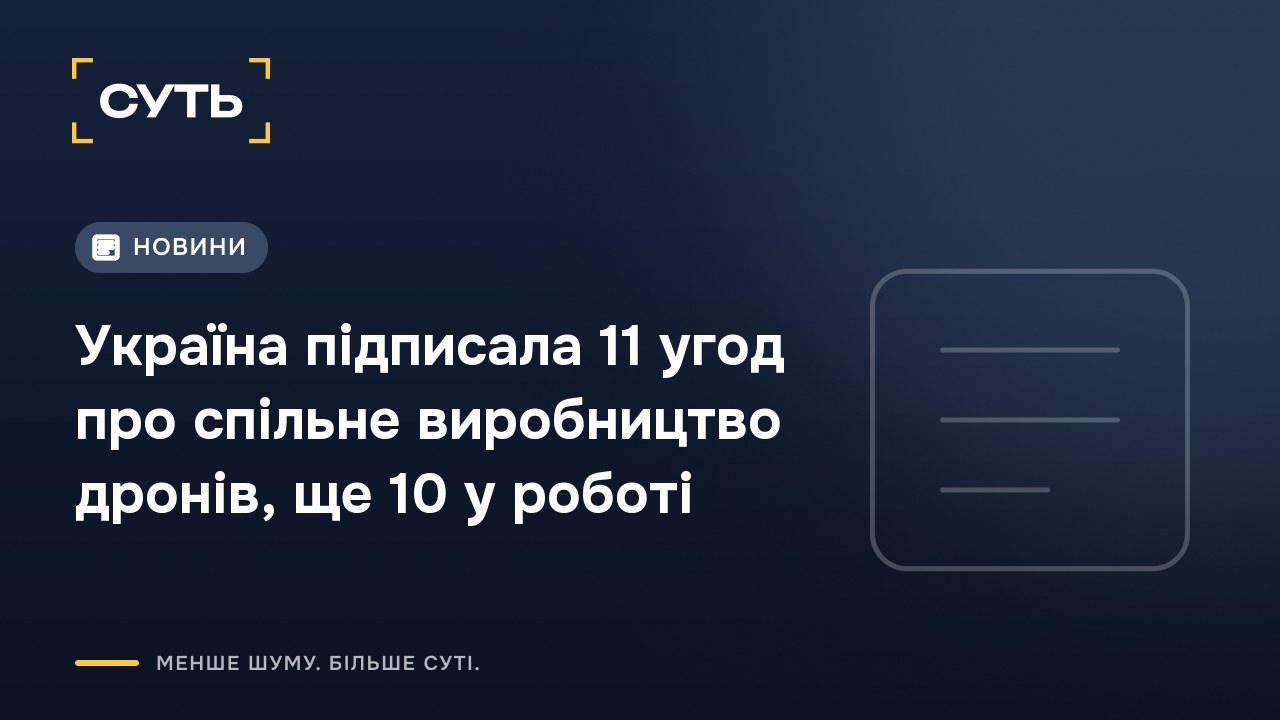 СУТЬ
НОВИНИ
Україна підписала 11 угод
про спільне виробництво
дронів, ще 10 у роботі
МЕНШЕ ШУМУ. БІЛЬШЕ СУТІ.